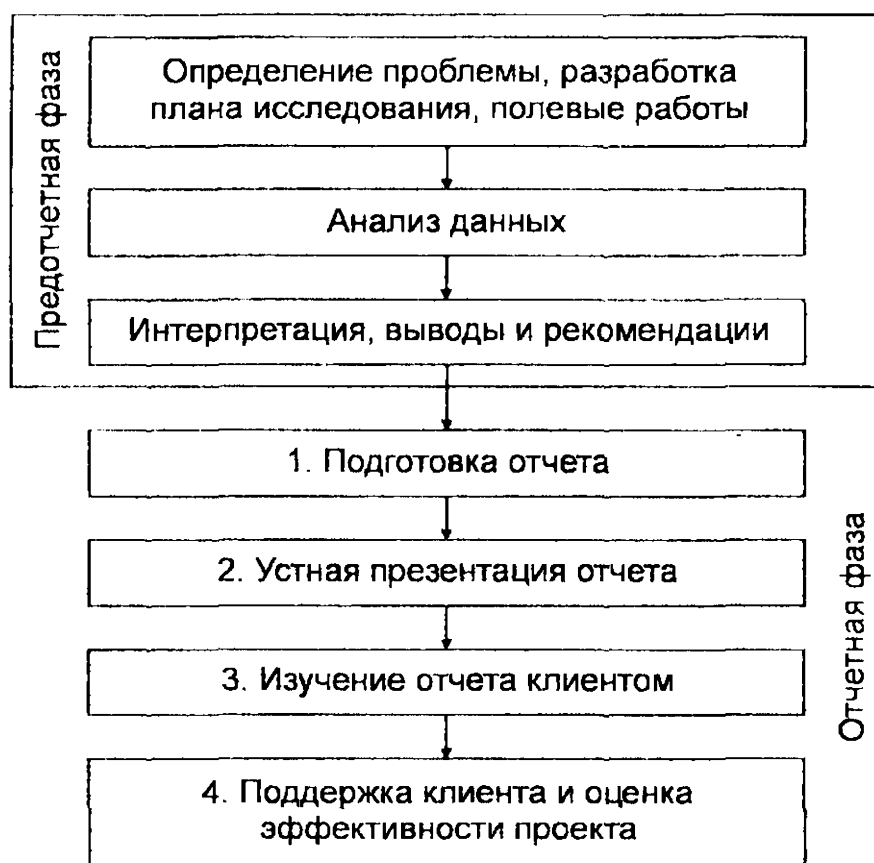 Предотчетная фаза
Определение проблемы, разработка
плана исследования, полевые работы
Анализ данных
Интерпретация, выводы и рекомендации
1. Подготовка отчета
2. Устная презентация отчета
3. Изучение отчета клиентом
4. Поддержка клиента и оценка
эффективности проекта
Отчетная фаза